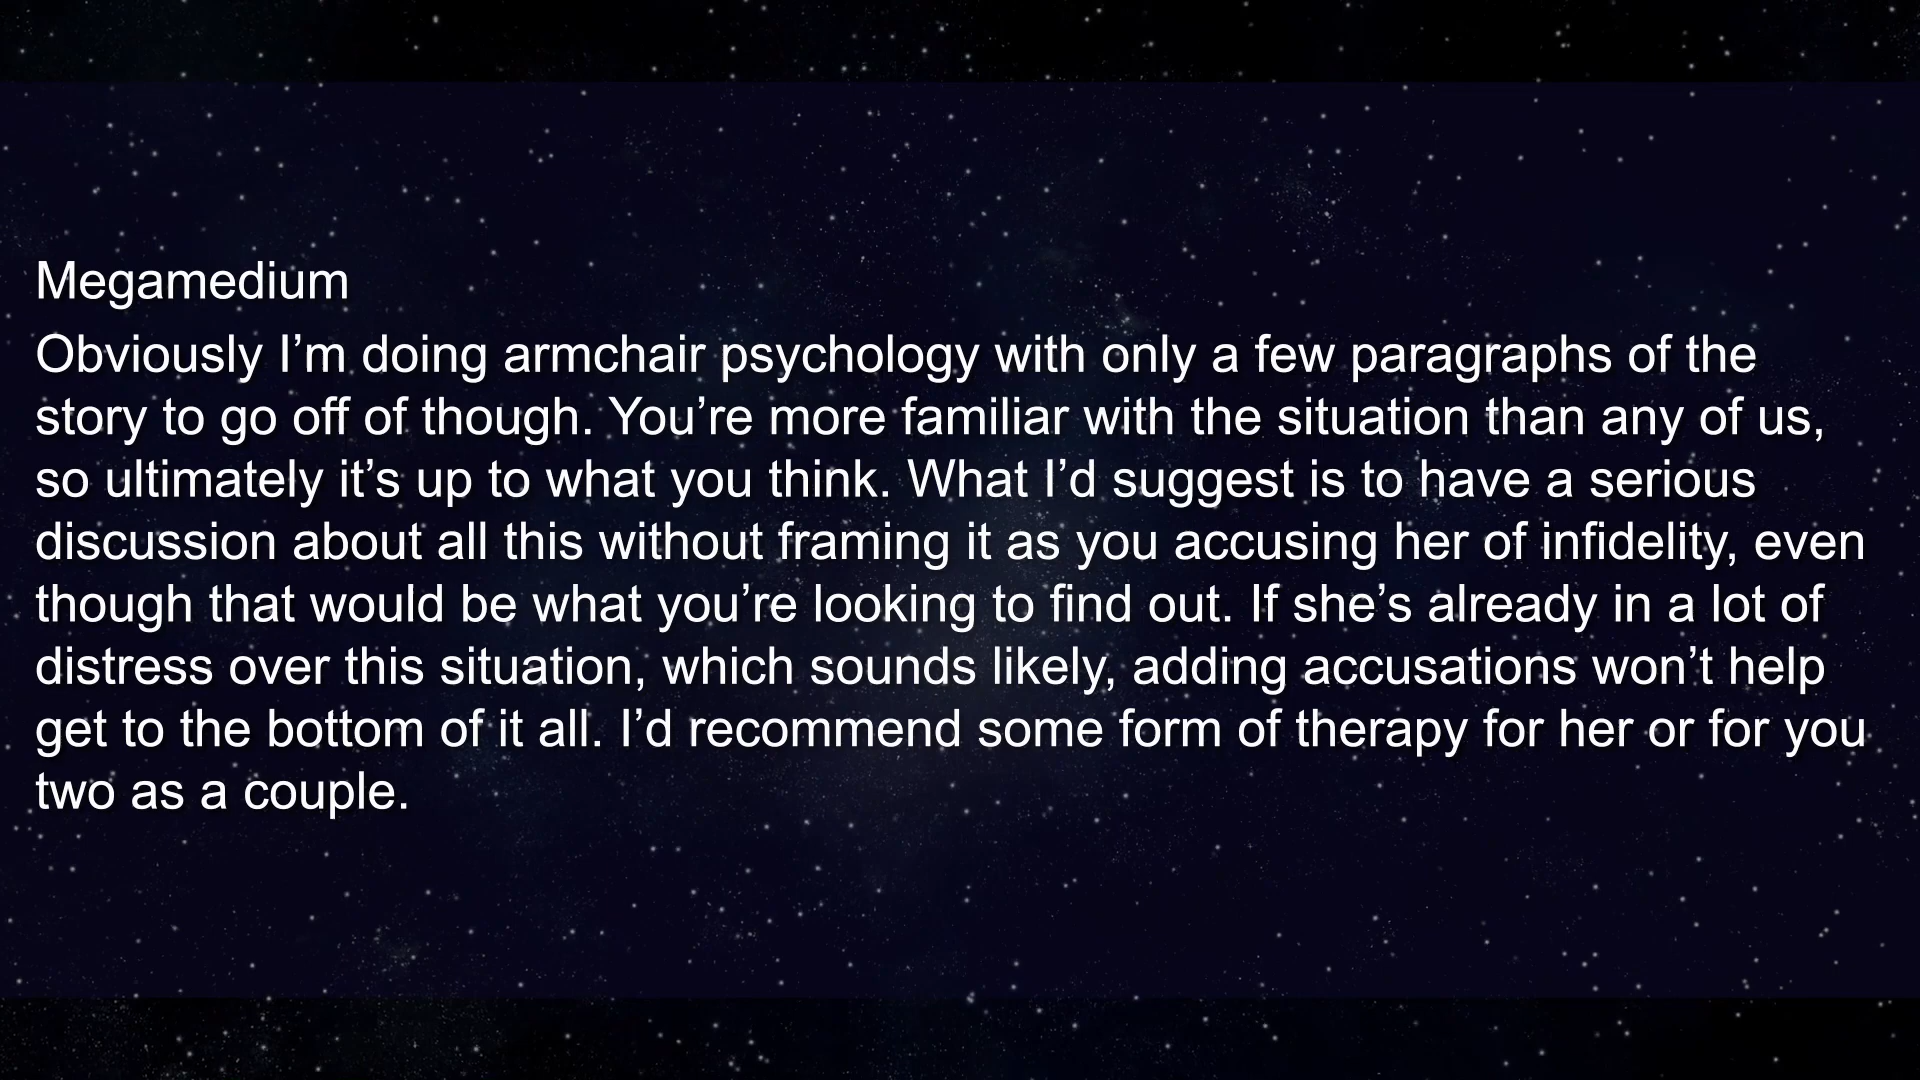 Megamedium
Obviously I’m doing armchair psychology with only a few paragraphs of the
story to go off of though. You’re more familiar with the situation than any of us,
so ultimately it’s up to what you think. What I’d suggest is to have a serious
discussion about all this without framing it as you accusing her of infidelity, even
though that would be what you’re looking to find out. If she’s already in a lot of
distress over this situation, which sounds likely, adding accusations won’t help
get to the bottom of it all. I’d recommend some form of therapy for her or for you
two as a couple.